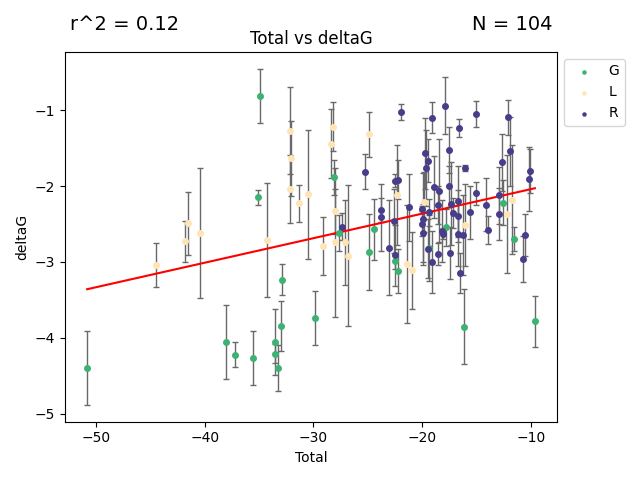 r^2 = 0.12 N = 104
Total vs deltaG
G
L
R
−1
−2
−3
−4
−5
deltaG
−50 −40 −30 −20 −10
Total